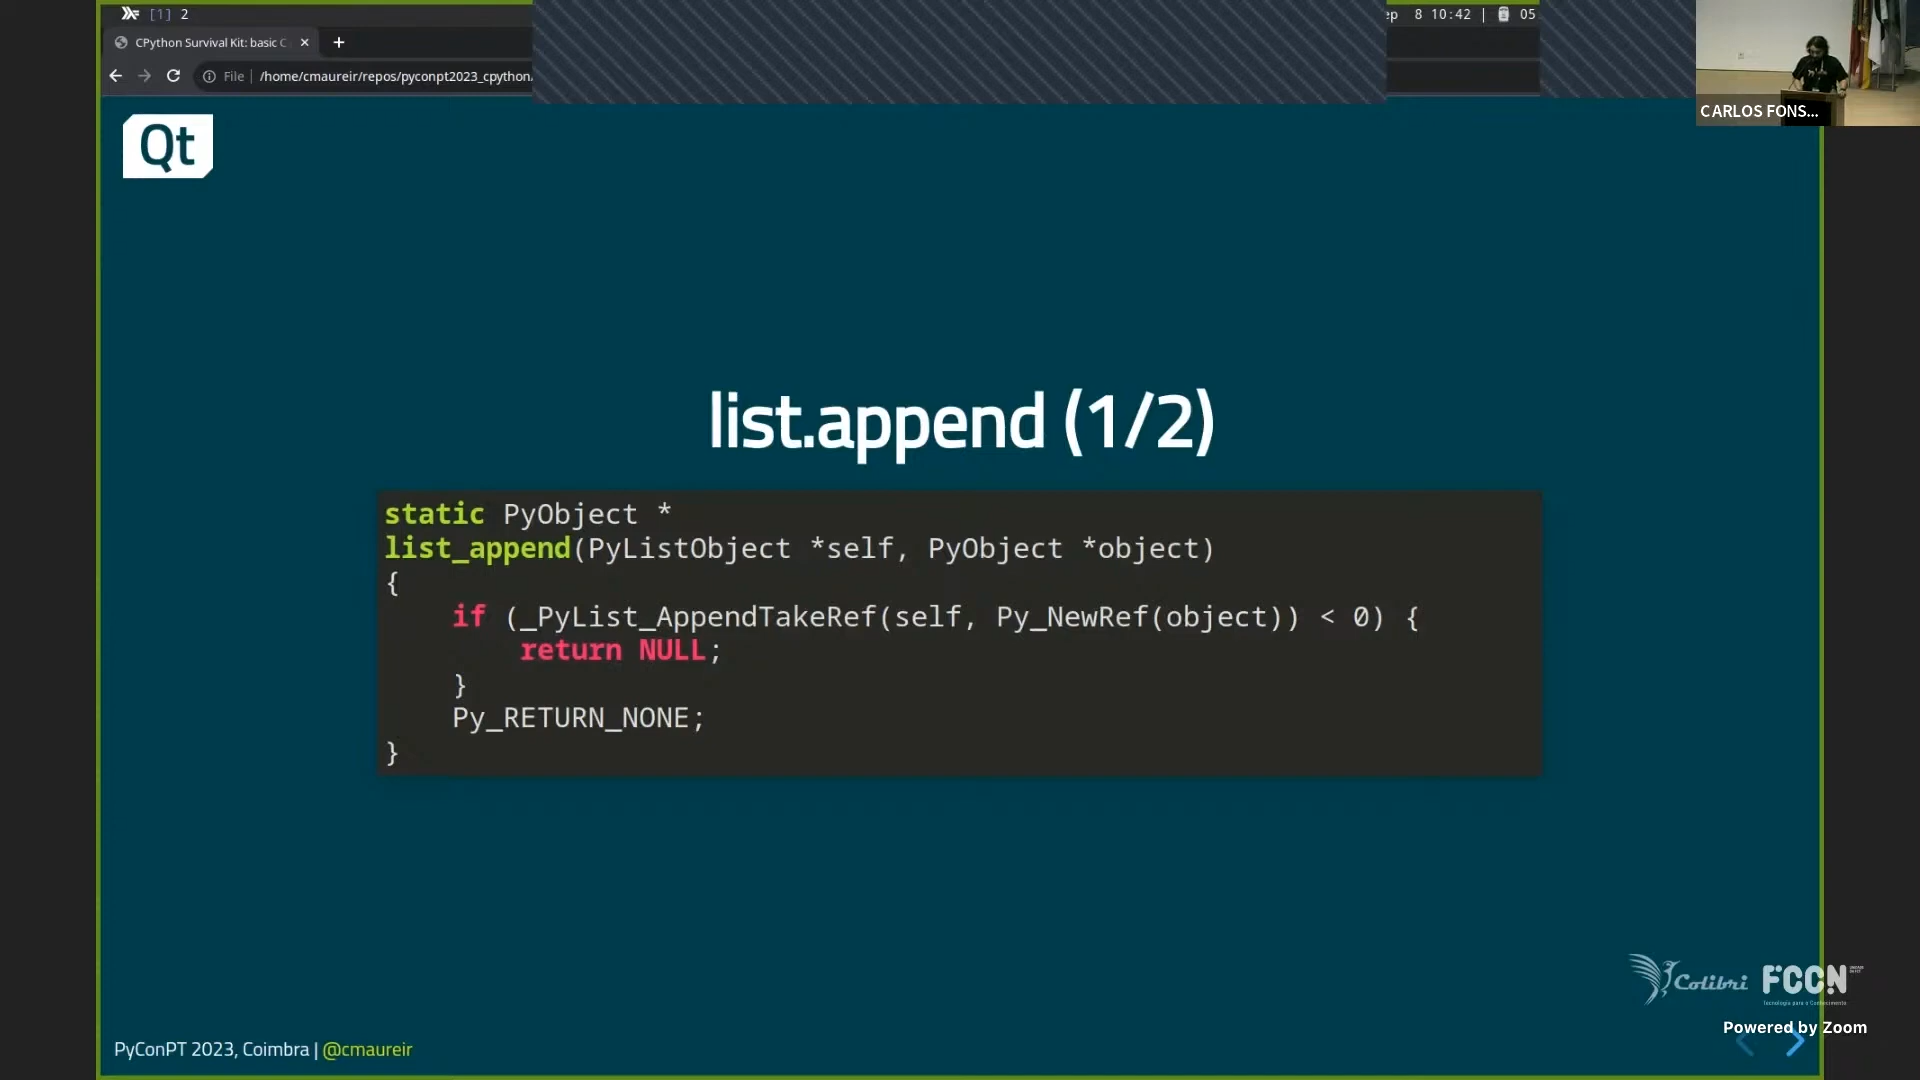 [1] 2
ep 8 10:42 | 05
CPython Survival Kit: basic C
File | /home/cmaureir/repos/pyconpt2023_cpython
CARLOS FONS...
Qt
list.append (1/2)
static PyObject *
list_append(PyListObject *self, PyObject *object)
{
    if (_PyList_AppendTakeRef(self, Py_NewRef(object)) < 0) {
        return NULL;
    }
    Py_RETURN_NONE;
}
Colibri FCCN
Powered by Zoom
PyConPT 2023, Coimbra | @cmaureir